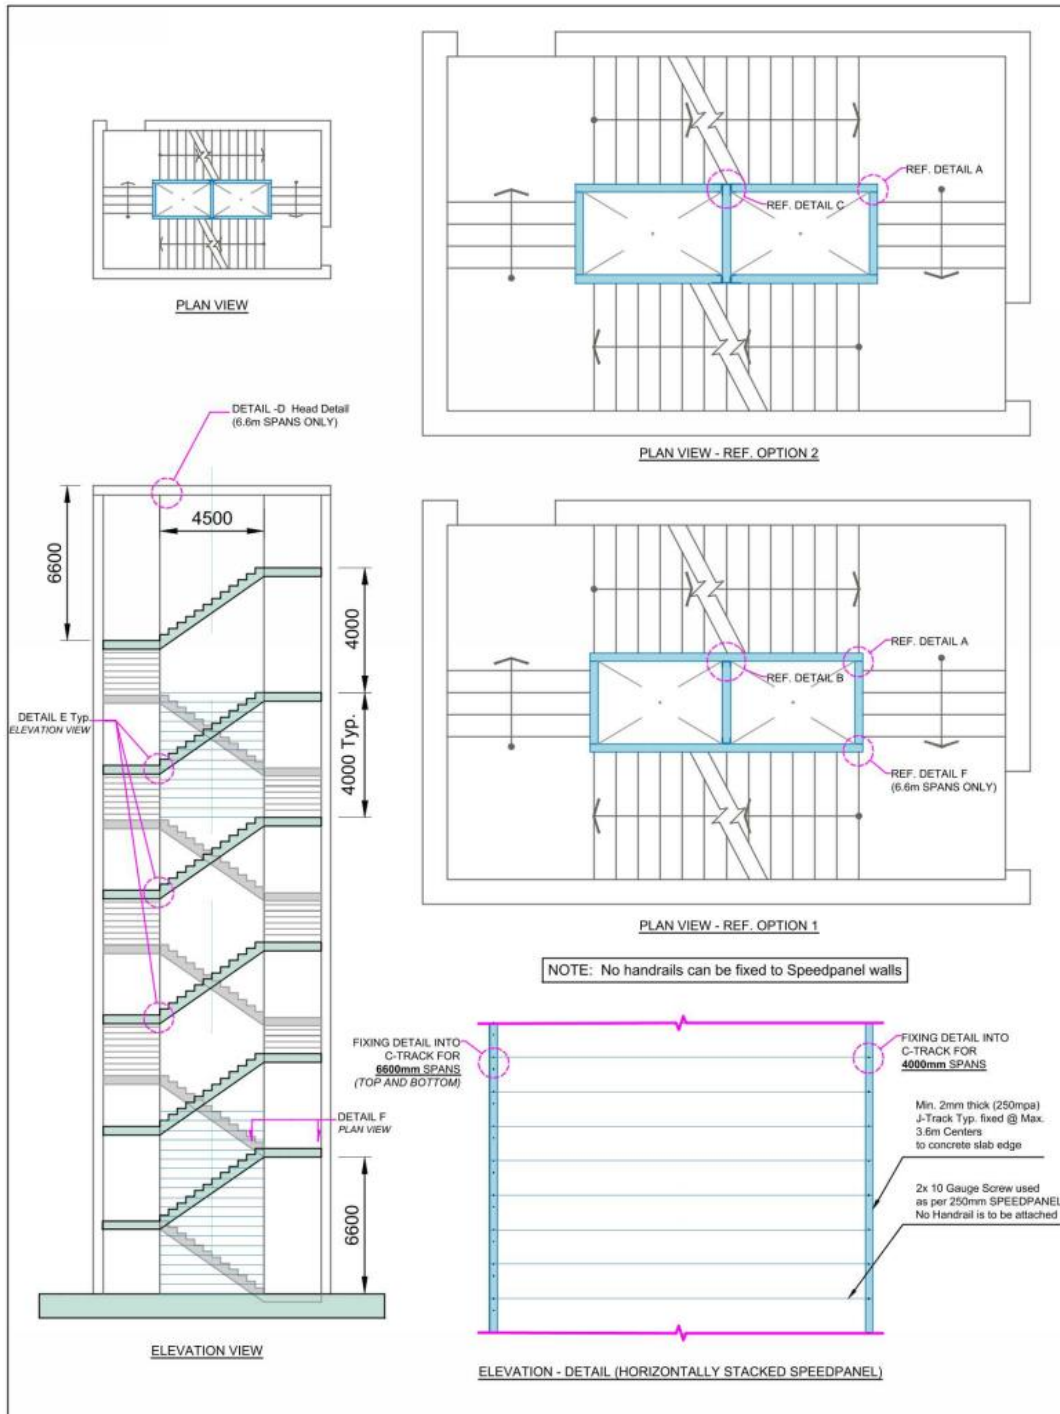 REF. DETAIL A
REF. DETAIL C
PLAN VIEW
PLAN VIEW - REF. OPTION 2
DETAIL -D Head Detail
(6.6m SPANS ONLY)
4500
6600
4000
4000 Typ.
DETAIL E Typ
ELEVATION VIEW
REF. DETAIL A
REF. DETAIL B
REF. DETAIL F
(6.6m SPANS ONLY)
PLAN VIEW - REF. OPTION 1
NOTE: No handrails can be fixed to Speedpanel walls
FIXING DETAIL INTO
C-TRACK FOR
6600mm SPANS
(TOP AND BOTTOM)
FIXING DETAIL INTO
C-TRACK FOR
4000mm SPANS
DETAIL F
PLAN VIEW
6600
Min. 2mm thick (250mpa)
J-Track Typ. fixed @ Max.
3.6m Centers
to concrete slab edge
2x 10 Gauge Screw used
as per 250mm SPEEDPANEL
No Handrail is to be attached
ELEVATION VIEW
ELEVATION - DETAIL (HORIZONTALLY STACKED SPEEDPANEL)